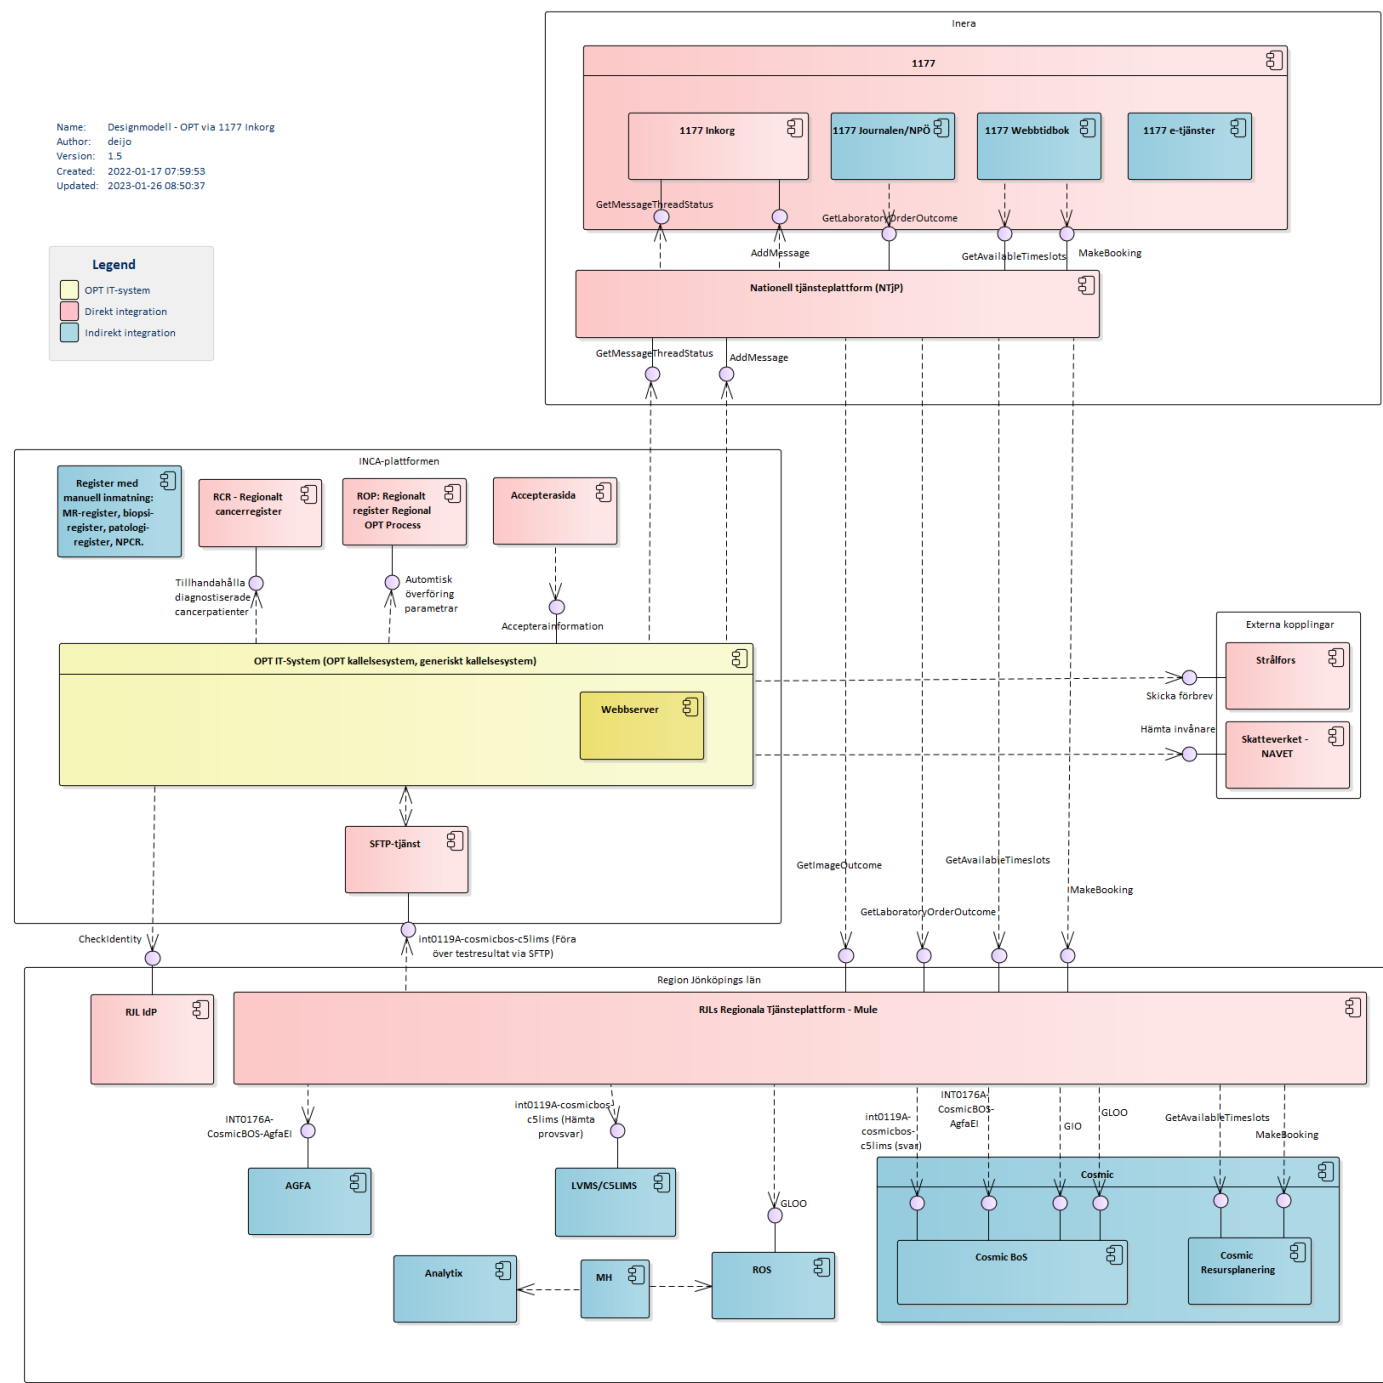 Inera
1177
1177 Inkorg
1177 Journalen/NPÖ
1177 Webbtidbok
1177 e-tjänster
Name: Designmodell - OPT via 1177 Inkorg
Author: deijo
Version: 1.5
Created: 2022-01-17 07:59:53
Updated: 2023-01-26 08:50:37
GetMessageThreadStatus
GetLaboratoryOrderOutcome
AddMessage
GetAvailableTimeslots
MakeBooking
Legend
OPT IT-system
Direkt integration
Indirekt integration
Nationell tjänsteplattform (NTjP)
GetMessageThreadStatus
AddMessage
INCA-plattformen
Register med
manuell inmatning:
MR-register, biopsi-
register, patologi-
register, NPCR.
RCR - Regionalt
cancerregister
ROP: Regionalt
register Regional
OPT Process
Accepterasida
Tillhandahålla
diagnostiserade
cancerpatienter
Automtisk
överföring
parametrar
Accepterainformation
OPT IT-System (OPT kallelsesystem, generiskt kallelsesystem)
Webbserver
Externa kopplingar
Strålfors
Skicka förbrev
Hämta invånare
Skatteverket -
NAVET
SFTP-tjänst
GetImageOutcome
GetAvailableTimeslots
MakeBooking
GetLaboratoryOrderOutcome
CheckIdentity
int0119A-cosmicbos-c5lims (Föra
över testresultat via SFTP)
Region Jönköpings län
RJL IdP
RJLs Regionala Tjänsteplattform - Mule
INT0176A-
CosmicBOS-AgfaEI
int0119A-cosmicbos-
c5lims (Hämta
provsvar)
GLOO
int0119A-
cosmicbos-
c5lims (svar)
INT0176A-
CosmicBOS-
AgfaEI
GIO
GLOO
GetAvailableTimeslots
MakeBooking
AGFA
LVMS/C5LIMS
Cosmic
Analytix
MH
ROS
Cosmic BoS
Cosmic
Resursplanering